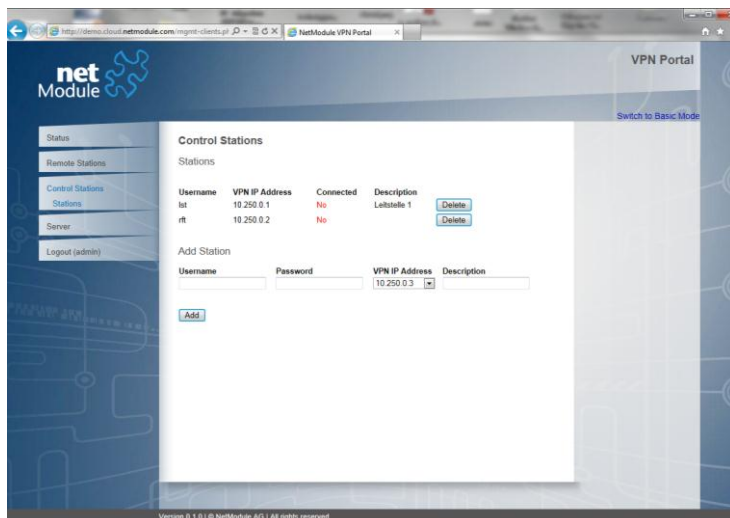 http://demo.cloud.netmodule.com/mgmt-clients.pl
NetModule VPN Portal
net
Module
VPN Portal
Switch to Basic Mode
Status
Remote Stations
Control Stations
Stations
Server
Logout (admin)
Control Stations
Stations
Username VPN IP Address Connected Description
lst 10.250.0.1 No Leitstelle 1 Delete
rft 10.250.0.2 No Delete
Add Station
Username Password VPN IP Address Description
10.250.0.3
Add
Version 0.1.0 | © NetModule AG | All rights reserved